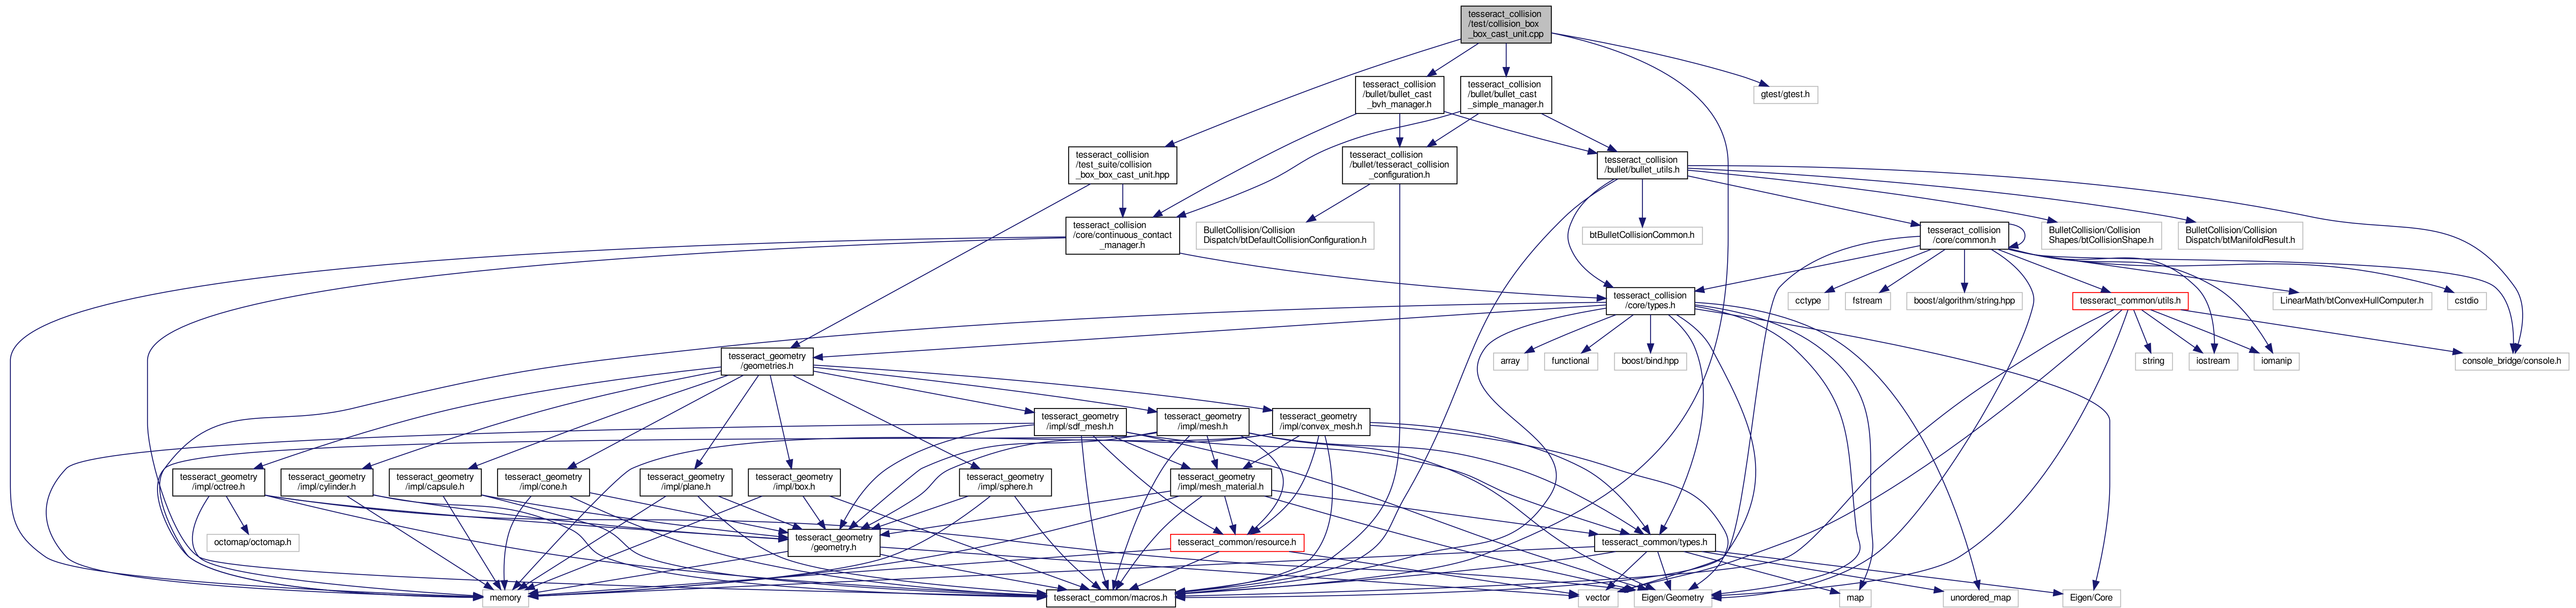 tesseract_collision
/test/collision_box
_box_cast_unit.cpp
tesseract_collision
/bullet/bullet_cast
_bvh_manager.h
tesseract_collision
/bullet/bullet_cast
_simple_manager.h
gtest/gtest.h
tesseract_collision
/test_suite/collision
_box_box_cast_unit.hpp
tesseract_collision
/bullet/tesseract_collision
_configuration.h
tesseract_collision
/bullet/bullet_utils.h
tesseract_collision
/core/continuous_contact
_manager.h
BulletCollision/Collision
Dispatch/btDefaultCollisionConfiguration.h
btBulletCollisionCommon.h
tesseract_collision
/core/common.h
BulletCollision/Collision
Shapes/btCollisionShape.h
BulletCollision/Collision
Dispatch/btManifoldResult.h
tesseract_collision
/core/types.h
cctype
fstream
boost/algorithm/string.hpp
tesseract_common/utils.h
LinearMath/btConvexHullComputer.h
cstdio
tesseract_geometry
/geometries.h
array
functional
boost/bind.hpp
string
iostream
iomanip
console_bridge/console.h
tesseract_geometry
/impl/sdf_mesh.h
tesseract_geometry
/impl/mesh.h
tesseract_geometry
/impl/convex_mesh.h
tesseract_geometry
/impl/octree.h
tesseract_geometry
/impl/cylinder.h
tesseract_geometry
/impl/capsule.h
tesseract_geometry
/impl/cone.h
tesseract_geometry
/impl/plane.h
tesseract_geometry
/impl/box.h
tesseract_geometry
/impl/sphere.h
tesseract_geometry
/impl/mesh_material.h
octomap/octomap.h
tesseract_geometry
/geometry.h
tesseract_common/resource.h
tesseract_common/types.h
memory
tesseract_common/macros.h
vector
Eigen/Geometry
map
unordered_map
Eigen/Core